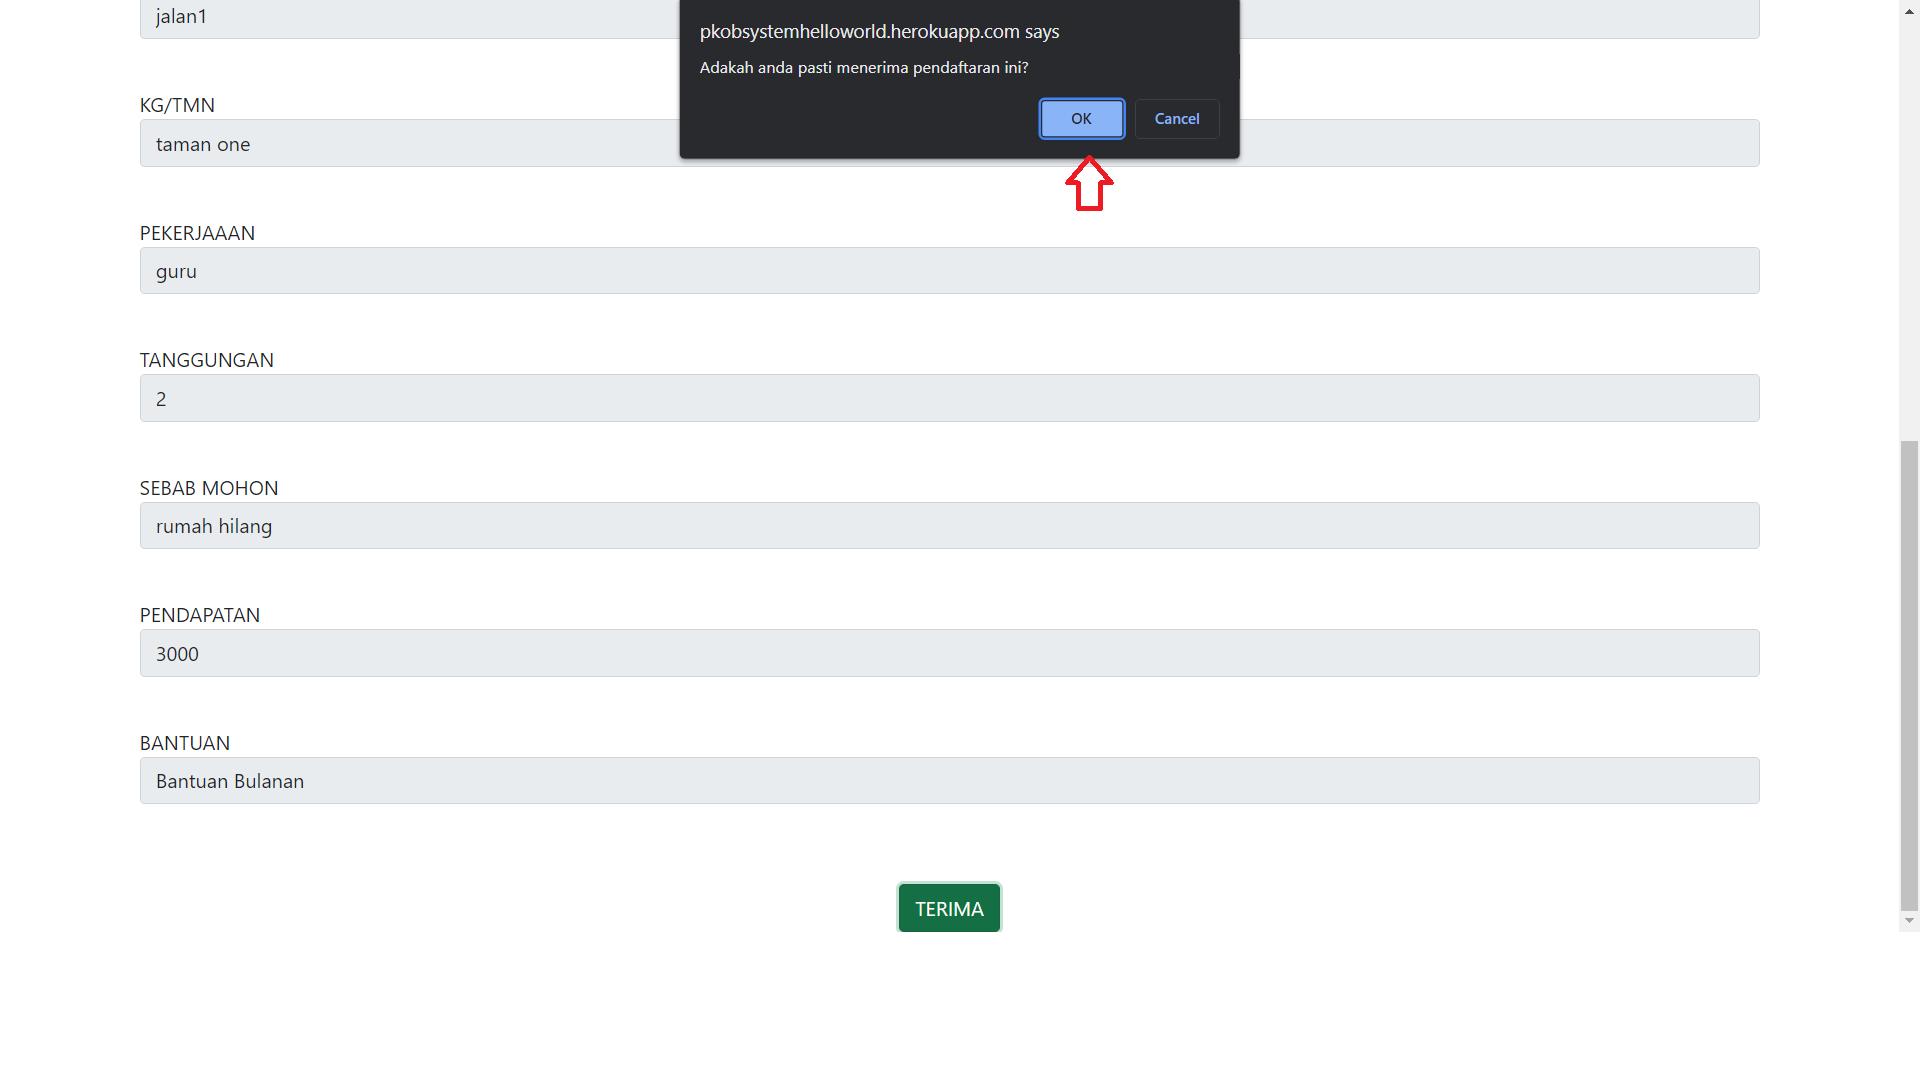 jalan1
pkobsystemhelloworld.herokuapp.com says
Adakah anda pasti menerima pendaftaran ini?
OK
Cancel
KG/TMN
taman one
PEKERJAAAN
guru
TANGGUNGAN
2
SEBAB MOHON
rumah hilang
PENDAPATAN
3000
BANTUAN
Bantuan Bulanan
TERIMA